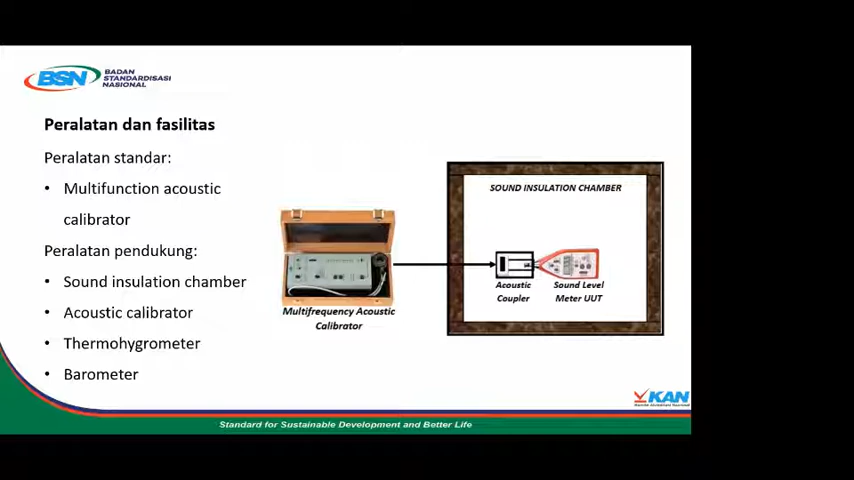 BSN
BADAN
STANDARDISASI
NASIONAL
Peralatan dan fasilitas
Peralatan standar:
• Multifunction acoustic
calibrator
Peralatan pendukung:
• Sound insulation chamber
• Acoustic calibrator
• Thermohygrometer
• Barometer
Multifrequency Acoustic
Calibrator
SOUND INSULATION CHAMBER
Acoustic
Coupler
Sound Level
Meter UUT
KAN
Standard for Sustainable Development and Better Life